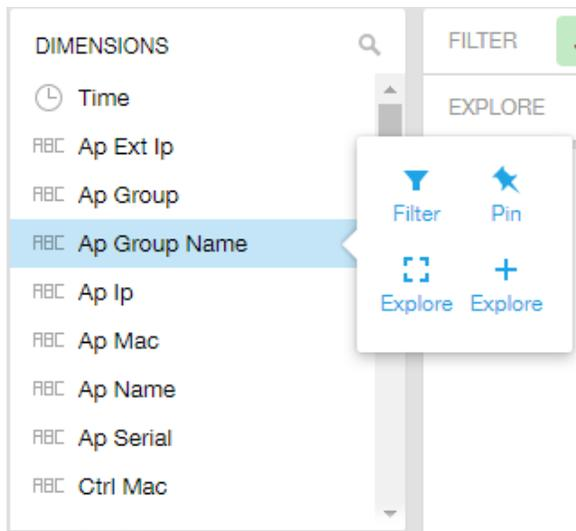 DIMENSIONS
Time
ABC Ap Ext Ip
ABC Ap Group
ABC Ap Group Name
ABC Ap Ip
ABC Ap Mac
ABC Ap Name
ABC Ap Serial
ABC Ctrl Mac
FILTER
EXPLORE
Filter Pin
Explore Explore